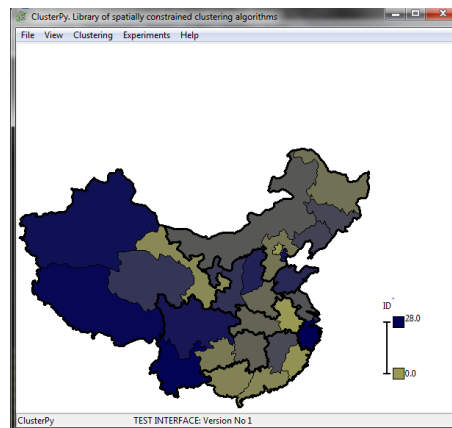 ClusterPy. Library of spatially constrained clustering algorithms
File View Clustering Experiments Help
ID
28.0
0.0
ClusterPy TEST INTERFACE: Version No 1